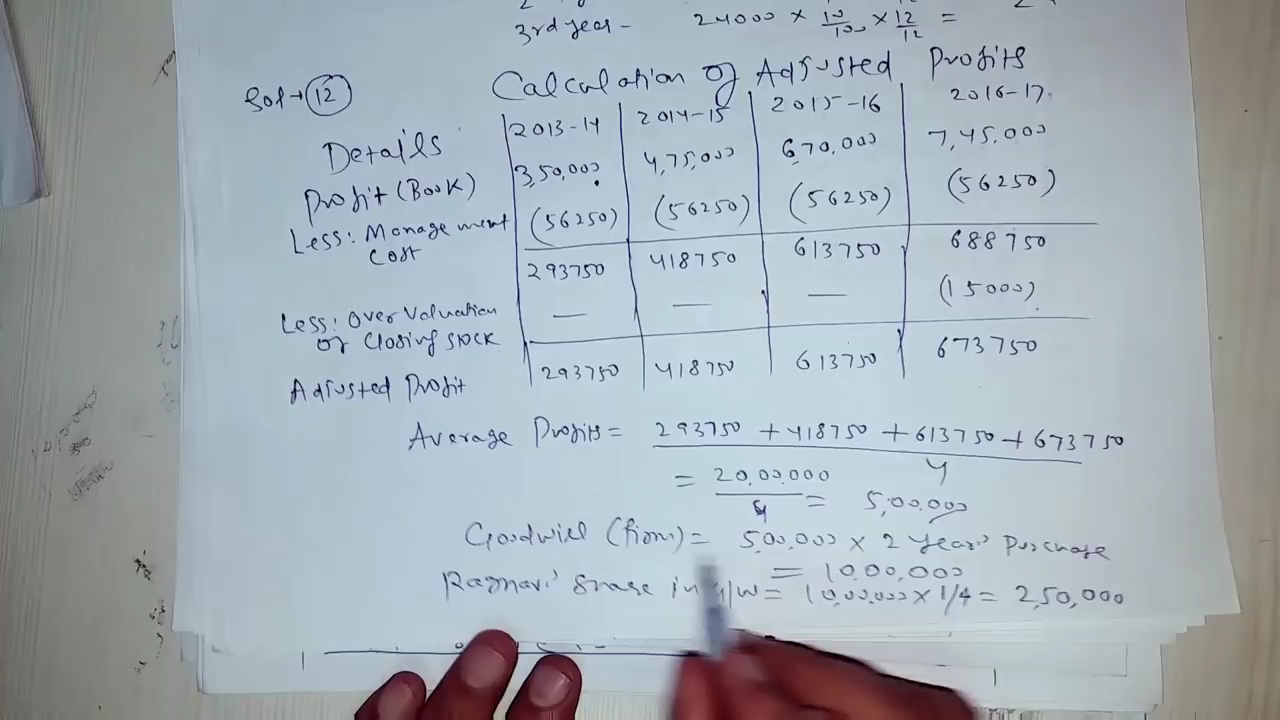 3rd year - 24000 × 10/100 × 12/12 =
Sol → 12 Calculation of Adjusted Profits
Details 2013-14 2014-15 2015-16 2016-17
Profit (Book) 3,50,000 4,75,000 6,70,000 7,45,000
Less: Management Cost (56250) (56250) (56250) (56250)
293750 418750 613750 688750
Less: Over Valuation of Closing Stock — — — (15000)
Adjusted Profit 293750 418750 613750 673750
Average Profits = 293750 + 418750 + 613750 + 673750
4
= 20,00,000 / 4 = 5,00,000
Goodwill (firm) = 5,00,000 × 2 Years' Purchase
= 10,00,000
Share in = 10,00,000 × 1/4 = 2,50,000